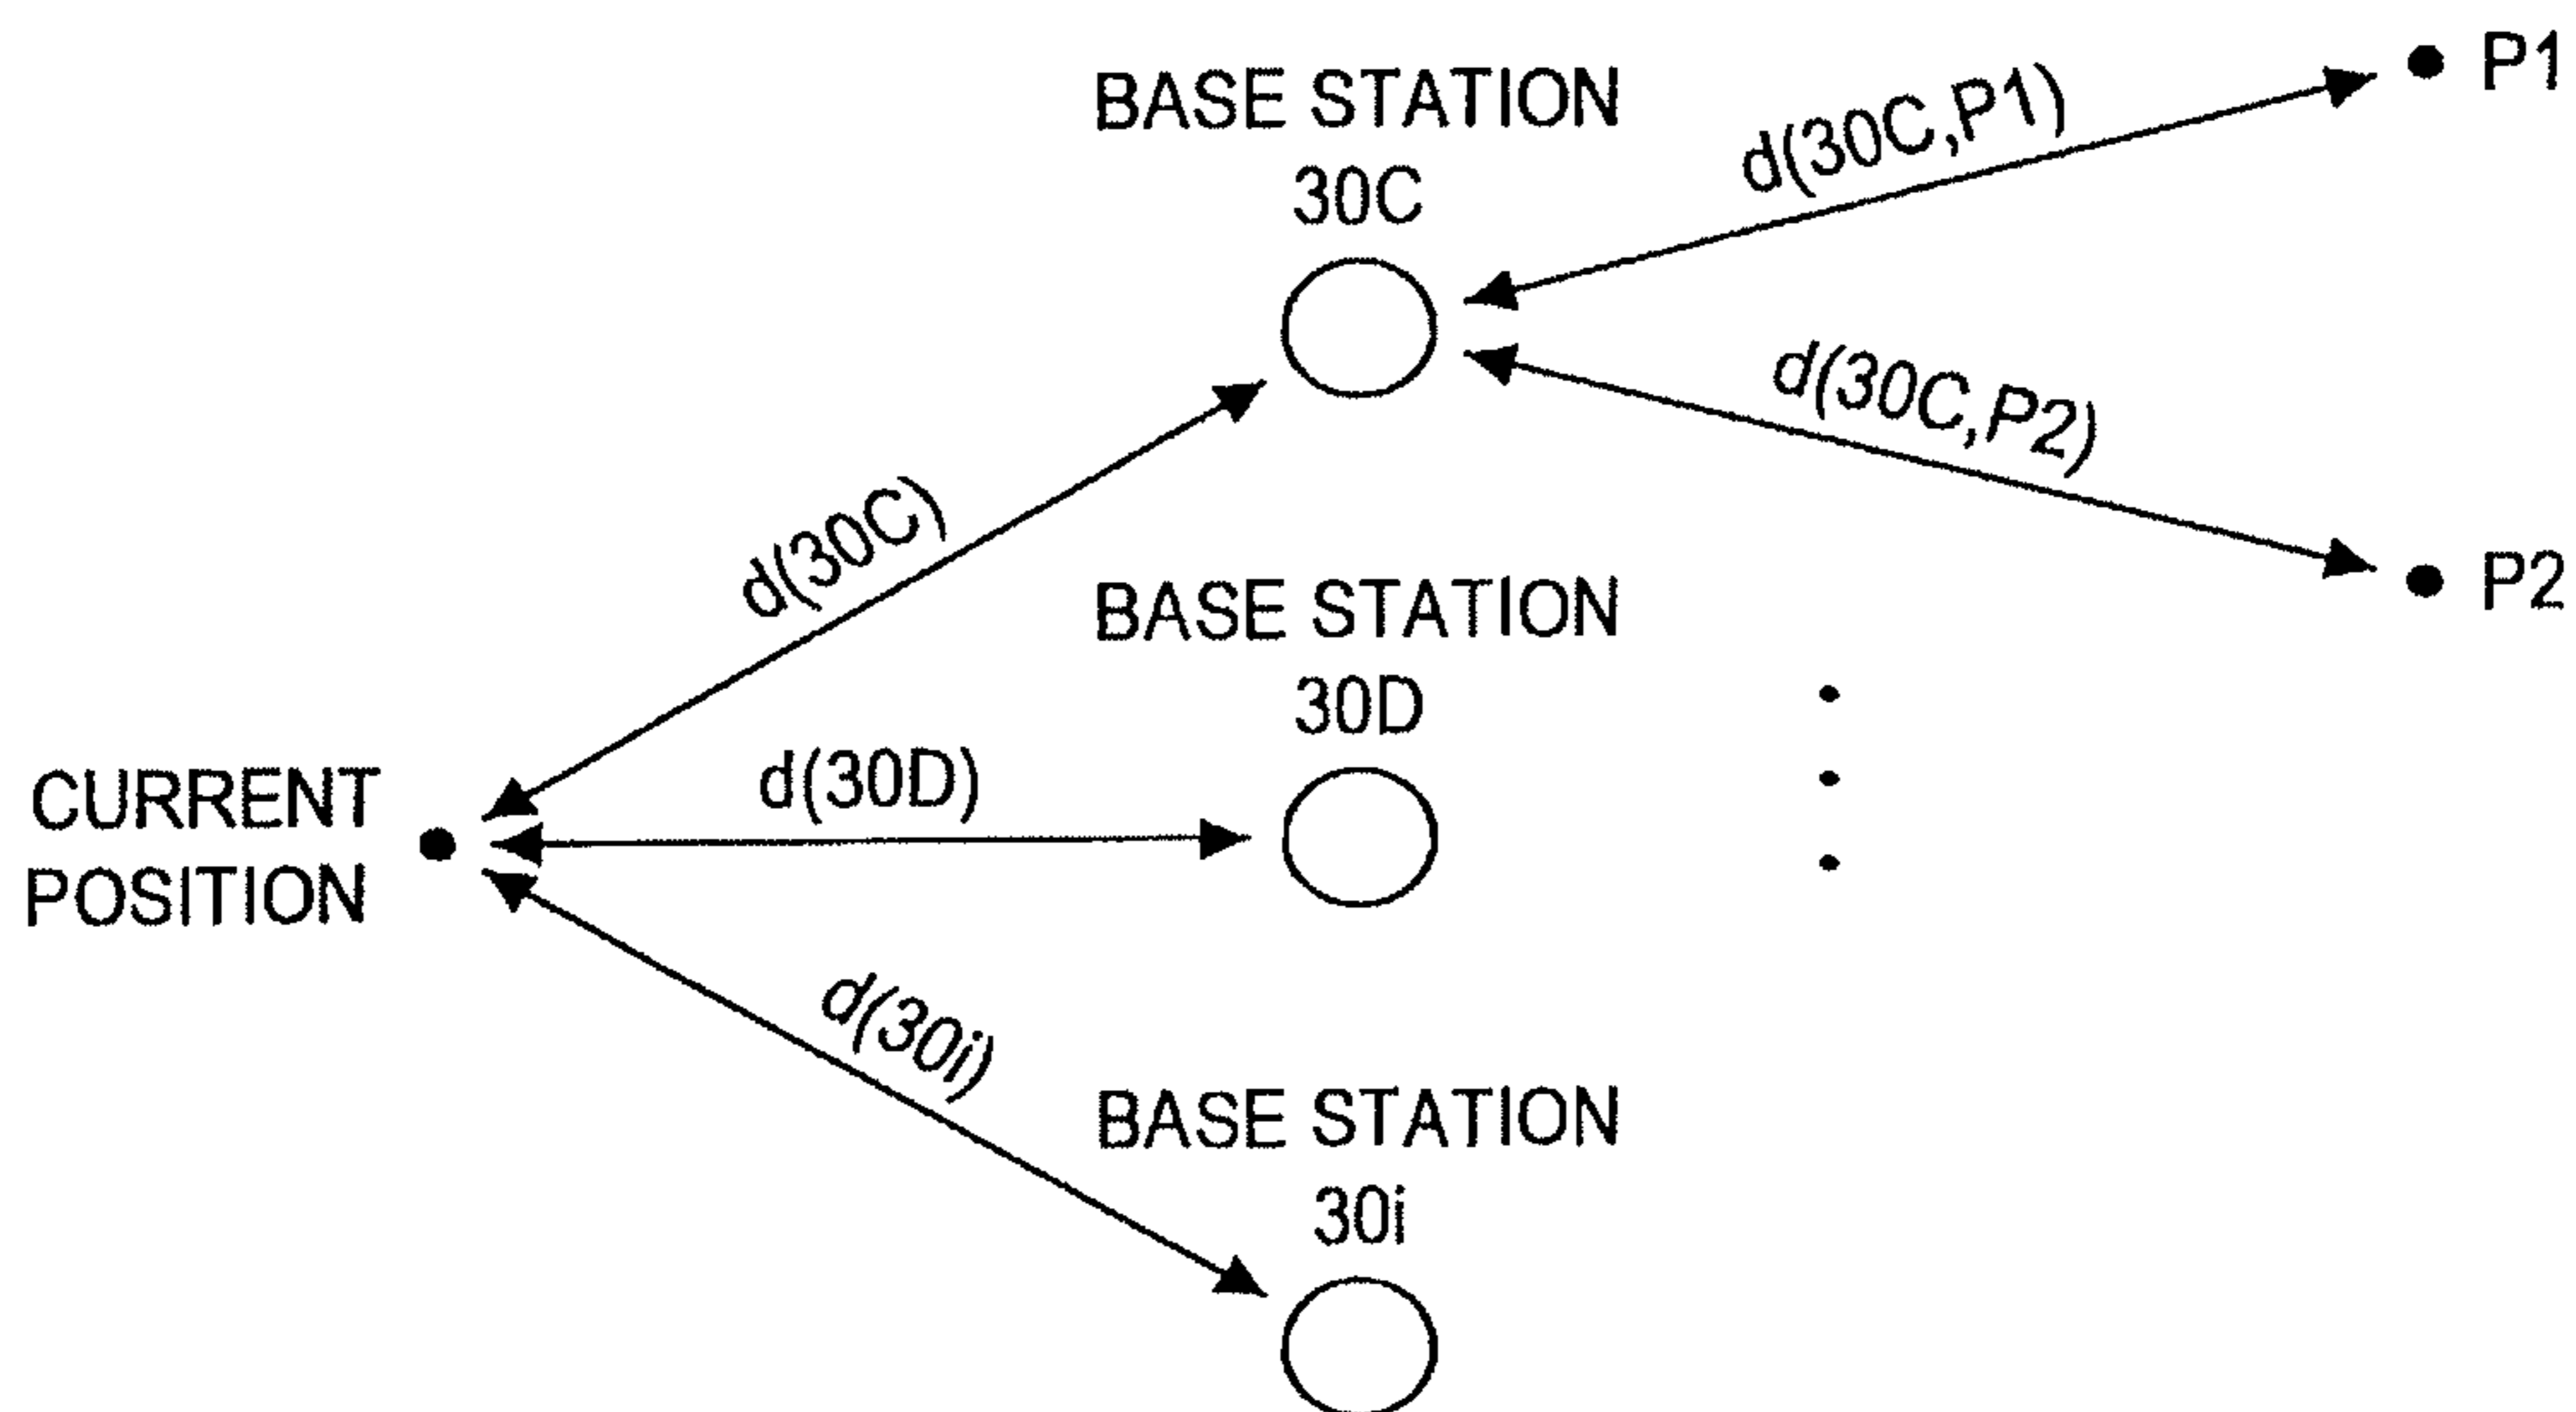 P1
BASE STATION
30C
d(30C,P1)
d(30C,P2)
d(30C)
BASE STATION
30D
P2
CURRENT
POSITION
d(30D)
d(30i)
BASE STATION
30i